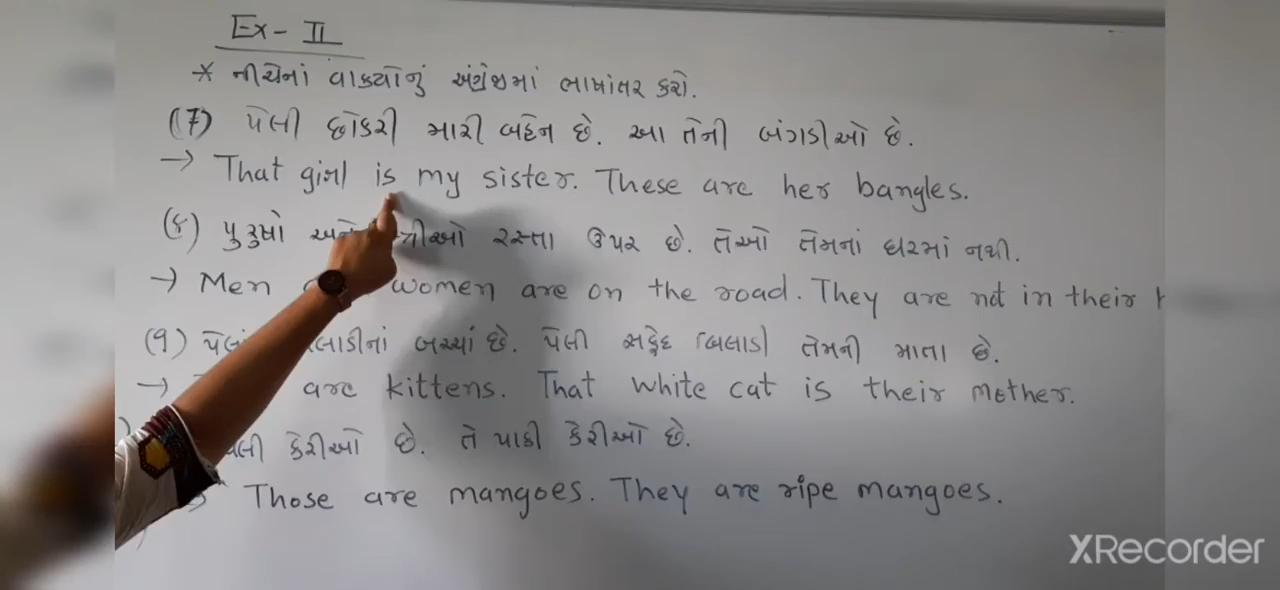 Ex - II
* નીચેનાં વાક્યોનું અંગ્રેજીમાં ભાષાંતર કરો.
(7) પેલી છોકરી મારી બહેન છે. આ તેની બંગડીઓ છે.
→ That girl is my sister. These are her bangles.
(8) પુરુષો અને સ્ત્રીઓ રસ્તા ઉપર છે. તેઓ તેમનાં ઘરમાં નથી.
→ Men women are on the road. They are not in their
(9) બચ્ચાં છે. પેલી સફેદ બિલાડી તેમની માતા છે.
→ are kittens. That white cat is their Mother.
કેરીઓ છે. તે પાકી કેરીઓ છે.
Those are mangoes. They are ripe mangoes.
XRecorder